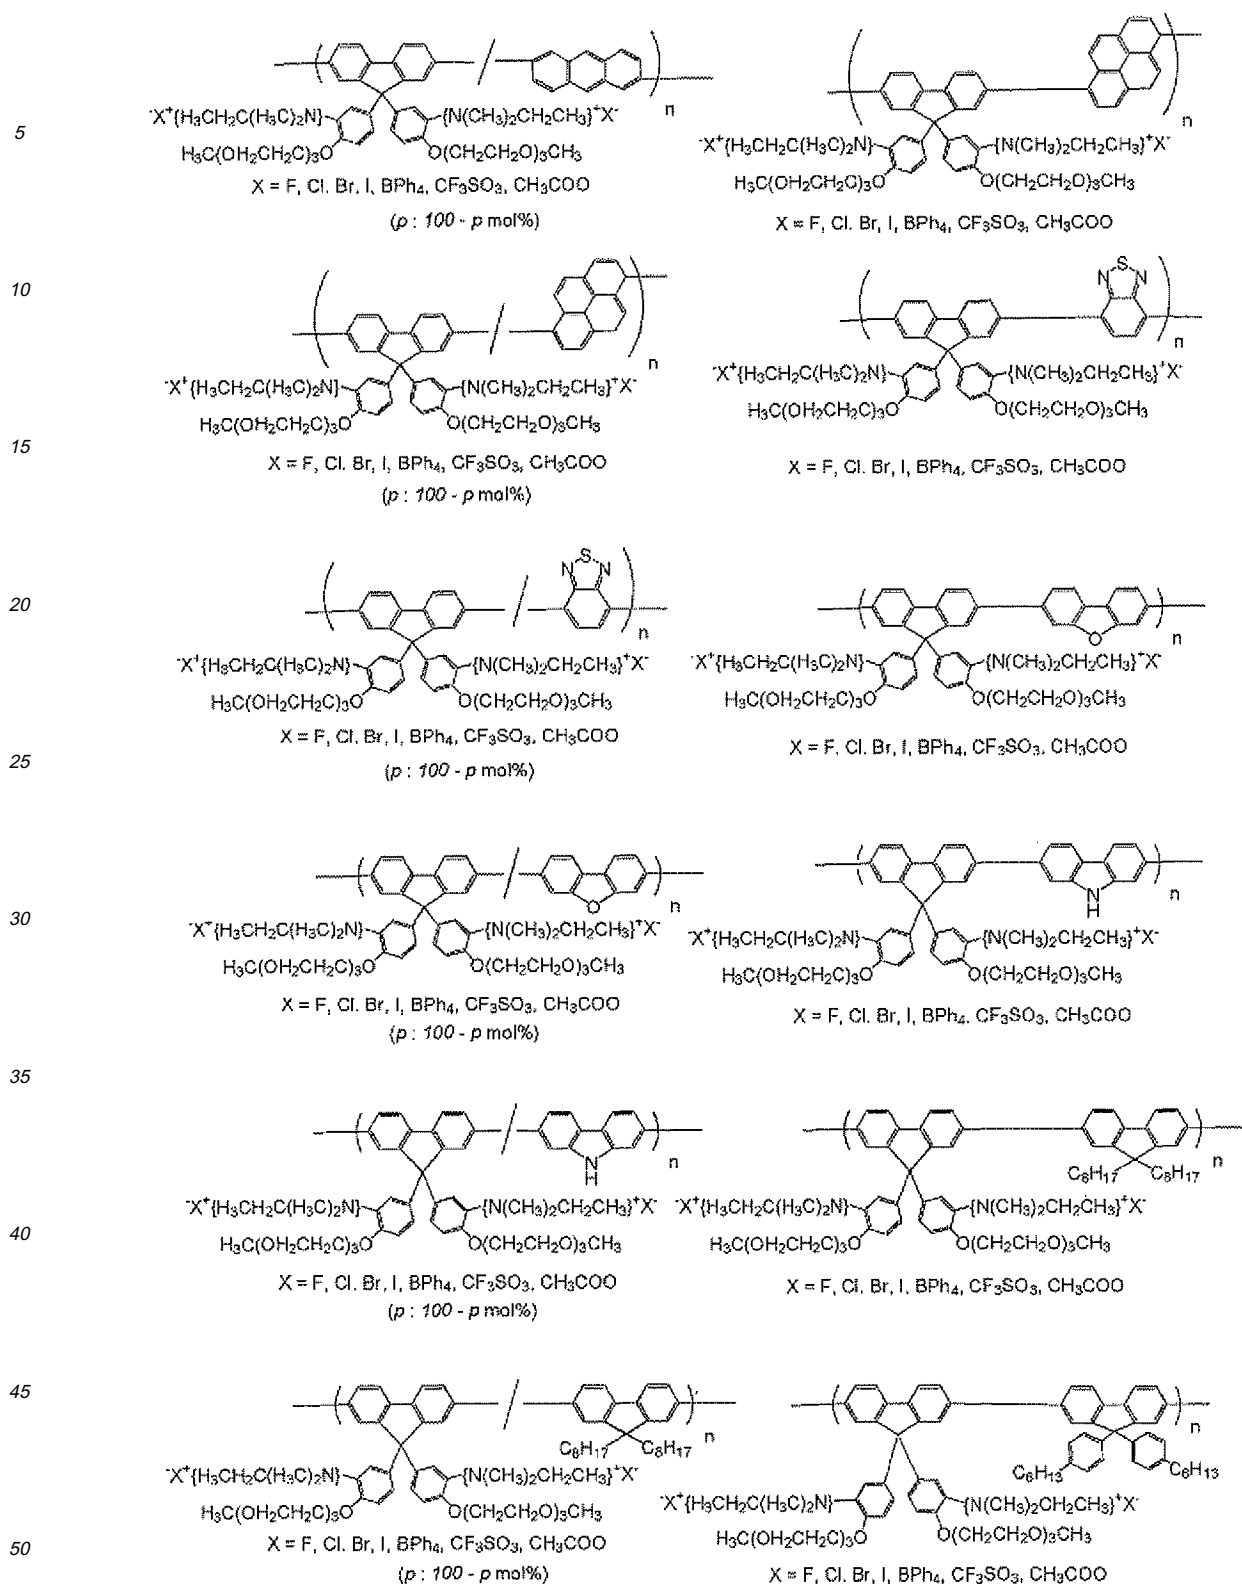 n
n
5
⁻X⁺{H₃CH₂C(H₃C)₂N} {N(CH₃)₂CH₂CH₃}⁺X⁻
⁻X⁺{H₃CH₂C(H₃C)₂N} {N(CH₃)₂CH₂CH₃}⁺X⁻
H₃C(OH₂CH₂C)₃O O(CH₂CH₂O)₃CH₃
H₃C(OH₂CH₂C)₃O O(CH₂CH₂O)₃CH₃
X = F, Cl. Br, I, BPh₄, CF₃SO₃, CH₃COO
(p : 100 - p mol%)
X = F, Cl. Br, I, BPh₄, CF₃SO₃, CH₃COO
10
S
N N
n
n
⁻X⁺{H₃CH₂C(H₃C)₂N} {N(CH₃)₂CH₂CH₃}⁺X⁻
⁻X⁺{H₃CH₂C(H₃C)₂N} {N(CH₃)₂CH₂CH₃}⁺X⁻
H₃C(OH₂CH₂C)₃O O(CH₂CH₂O)₃CH₃
H₃C(OH₂CH₂C)₃O O(CH₂CH₂O)₃CH₃
15
X = F, Cl. Br, I, BPh₄, CF₃SO₃, CH₃COO
(p : 100 - p mol%)
X = F, Cl. Br, I, BPh₄, CF₃SO₃, CH₃COO
S
N N
20
n
O
n
⁻X⁺{H₃CH₂C(H₃C)₂N} {N(CH₃)₂CH₂CH₃}⁺X⁻
⁻X⁺{H₃CH₂C(H₃C)₂N} {N(CH₃)₂CH₂CH₃}⁺X⁻
H₃C(OH₂CH₂C)₃O O(CH₂CH₂O)₃CH₃
H₃C(OH₂CH₂C)₃O O(CH₂CH₂O)₃CH₃
X = F, Cl. Br, I, BPh₄, CF₃SO₃, CH₃COO
(p : 100 - p mol%)
X = F, Cl. Br, I, BPh₄, CF₃SO₃, CH₃COO
25
O
n
N
H
n
30
⁻X⁺{H₃CH₂C(H₃C)₂N} {N(CH₃)₂CH₂CH₃}⁺X⁻
⁻X⁺{H₃CH₂C(H₃C)₂N} {N(CH₃)₂CH₂CH₃}⁺X⁻
H₃C(OH₂CH₂C)₃O O(CH₂CH₂O)₃CH₃
H₃C(OH₂CH₂C)₃O O(CH₂CH₂O)₃CH₃
X = F, Cl. Br, I, BPh₄, CF₃SO₃, CH₃COO
(p : 100 - p mol%)
X = F, Cl. Br, I, BPh₄, CF₃SO₃, CH₃COO
35
N
H
n
C₈H₁₇ C₈H₁₇
n
⁻X⁺{H₃CH₂C(H₃C)₂N} {N(CH₃)₂CH₂CH₃}⁺X⁻
⁻X⁺{H₃CH₂C(H₃C)₂N} {N(CH₃)₂CH₂CH₃}⁺X⁻
40
H₃C(OH₂CH₂C)₃O O(CH₂CH₂O)₃CH₃
H₃C(OH₂CH₂C)₃O O(CH₂CH₂O)₃CH₃
X = F, Cl. Br, I, BPh₄, CF₃SO₃, CH₃COO
(p : 100 - p mol%)
X = F, Cl. Br, I, BPh₄, CF₃SO₃, CH₃COO
45
C₈H₁₇ C₈H₁₇
n
n
C₆H₁₃ C₆H₁₃
⁻X⁺{H₃CH₂C(H₃C)₂N} {N(CH₃)₂CH₂CH₃}⁺X⁻
⁻X⁺{H₃CH₂C(H₃C)₂N} {N(CH₃)₂CH₂CH₃}⁺X⁻
H₃C(OH₂CH₂C)₃O O(CH₂CH₂O)₃CH₃
H₃C(OH₂CH₂C)₃O O(CH₂CH₂O)₃CH₃
50
X = F, Cl. Br, I, BPh₄, CF₃SO₃, CH₃COO
(p : 100 - p mol%)
X = F, Cl. Br, I, BPh₄, CF₃SO₃, CH₃COO